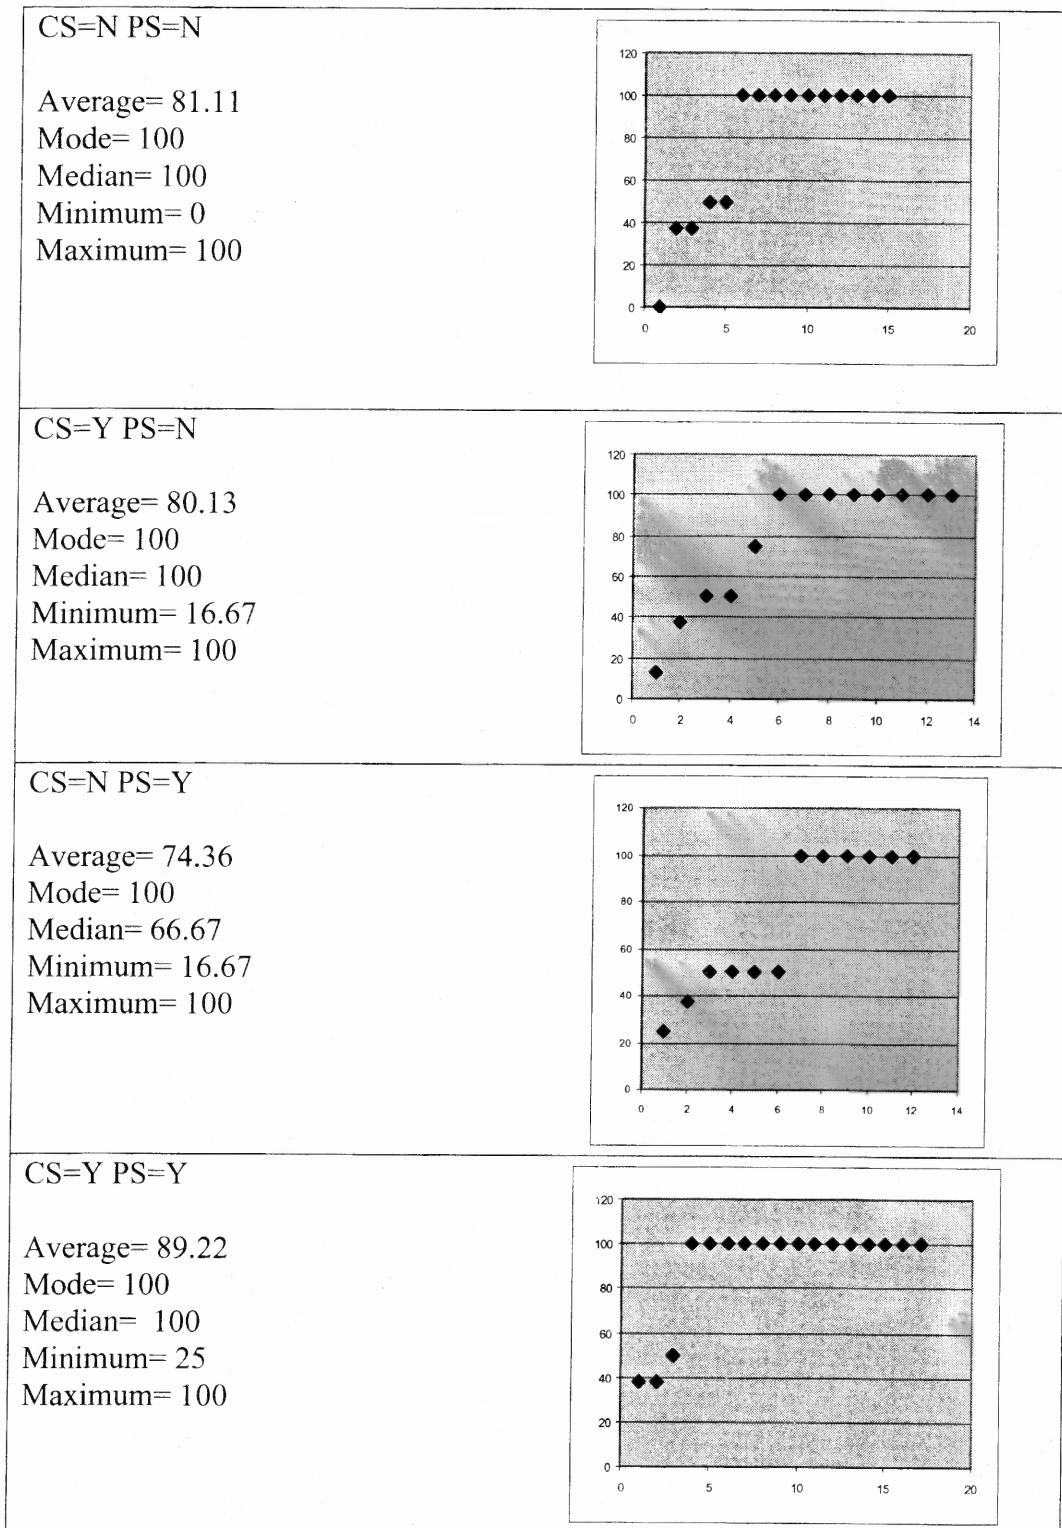 CS=N PS=N
Average= 81.11
Mode= 100
Median= 100
Minimum= 0
Maximum= 100
120
100
80
60
40
20
0
0 5 10 15 20
CS=Y PS=N
Average= 80.13
Mode= 100
Median= 100
Minimum= 16.67
Maximum= 100
120
100
80
60
40
20
0
0 2 4 6 8 10 12 14
CS=N PS=Y
Average= 74.36
Mode= 100
Median= 66.67
Minimum= 16.67
Maximum= 100
120
100
80
60
40
20
0
0 2 4 6 8 10 12 14
CS=Y PS=Y
Average= 89.22
Mode= 100
Median= 100
Minimum= 25
Maximum= 100
120
100
80
60
40
20
0
0 5 10 15 20